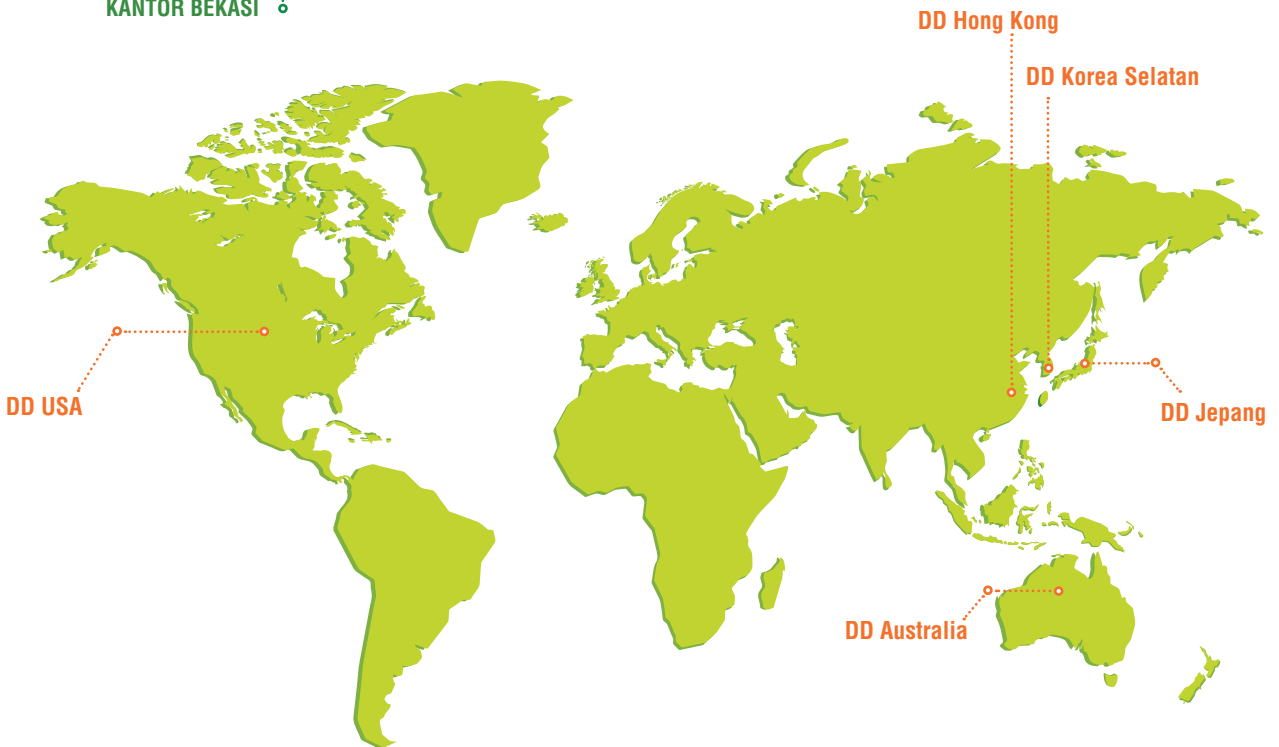 KANTOR BEKASI
DD Hong Kong
DD Korea Selatan
DD USA
DD Jepang
DD Australia